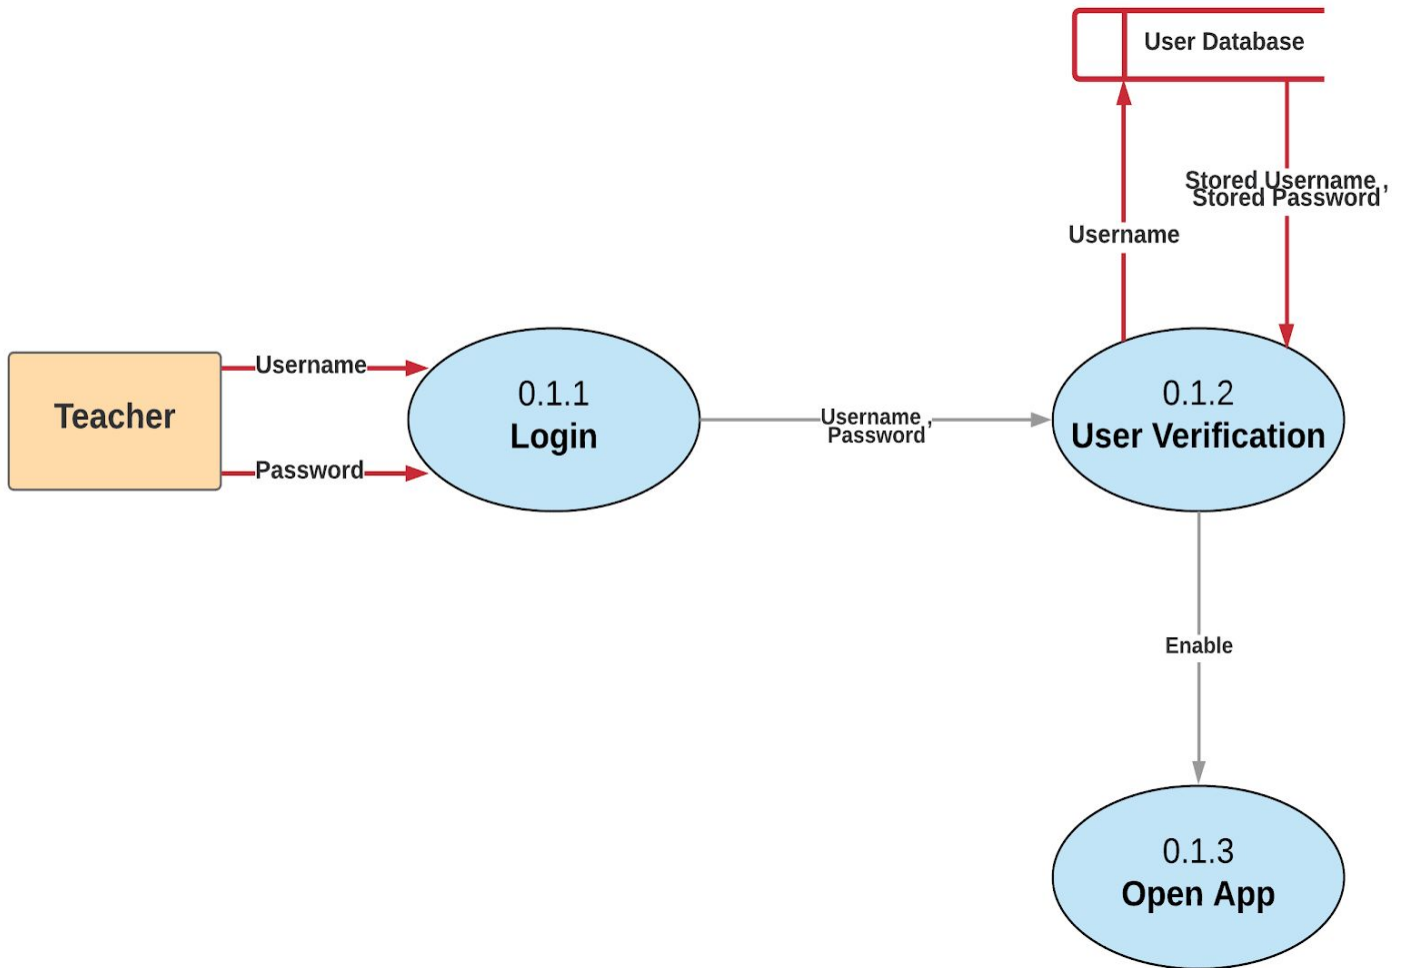 User Database
Stored Username ,
Stored Password
Username
Username
Teacher
Password
0.1.1
Login
Username ,
Password
0.1.2
User Verification
Enable
0.1.3
Open App